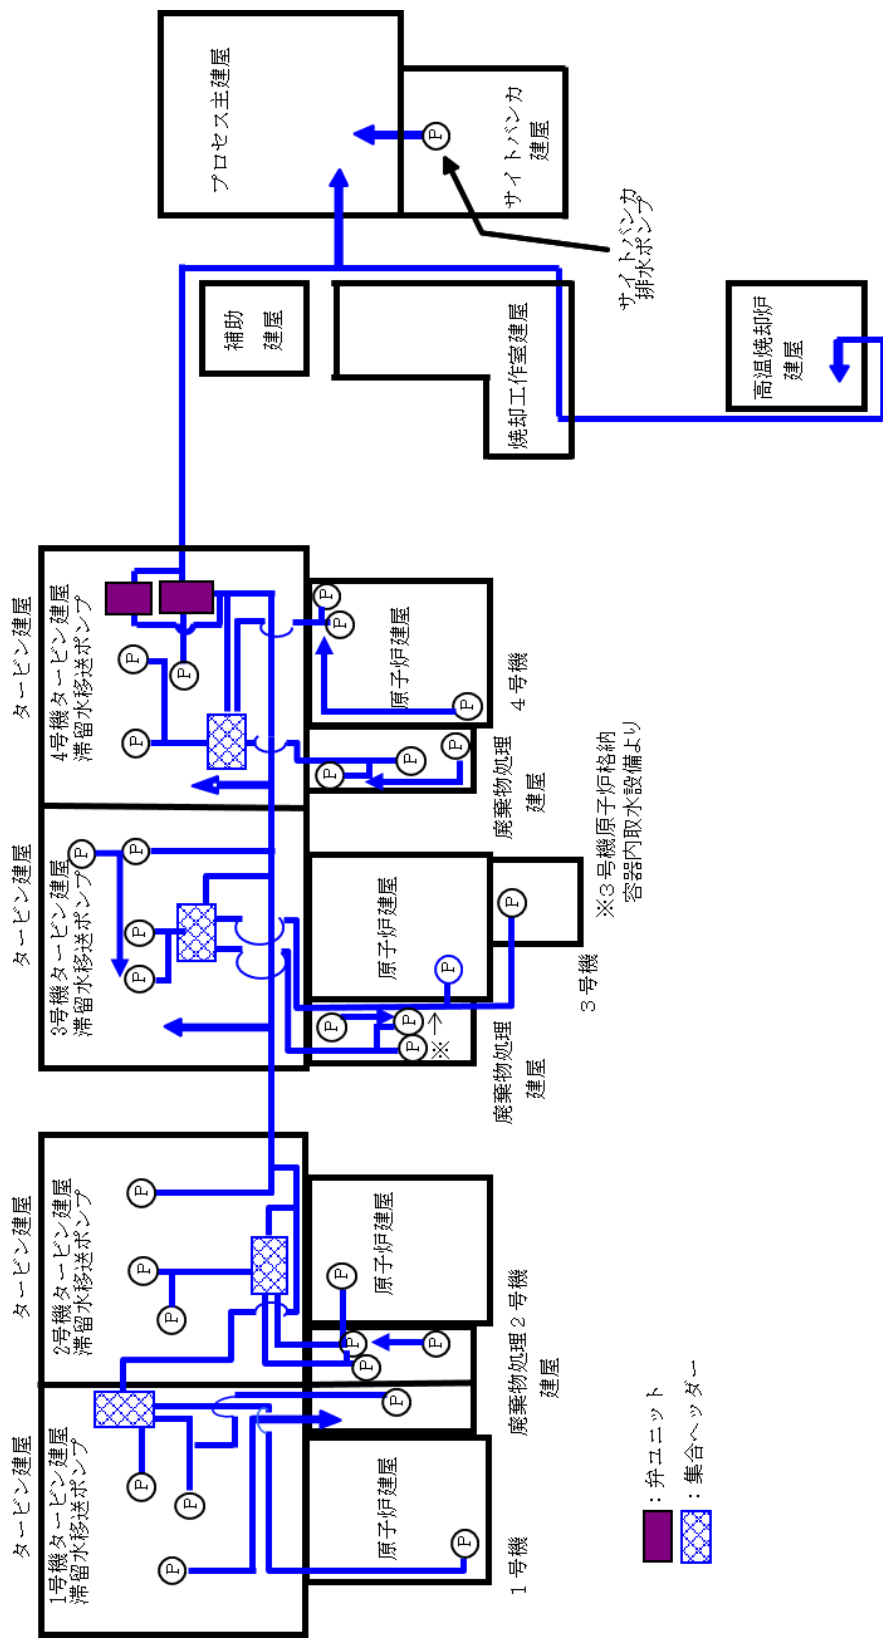 タービン建屋
1号機タービン建屋
滞留水移送ポンプ
P
P
P
P
原子炉建屋
P
1号機
タービン建屋
2号機タービン建屋
滞留水移送ポンプ
P
P
P
P
P
P
原子炉建屋
P
廃棄物処理
建屋
2号機
タービン建屋
3号機タービン建屋
滞留水移送ポンプ
P
P
P
P
P
P
P
※→
原子炉建屋
P
P
廃棄物処理
建屋
3号機
※3号機原子炉格納
容器内取水設備より
タービン建屋
4号機タービン建屋
滞留水移送ポンプ
P
P
P
P
P
P
原子炉建屋
P
P
P
廃棄物処理
建屋
4号機
補助
建屋
焼却工作室建屋
プロセス主建屋
P
サイトバンカ
建屋
サイトバンカ
排水ポンプ
高温焼却炉
建屋
：弁ユニット
：集合ヘッダー